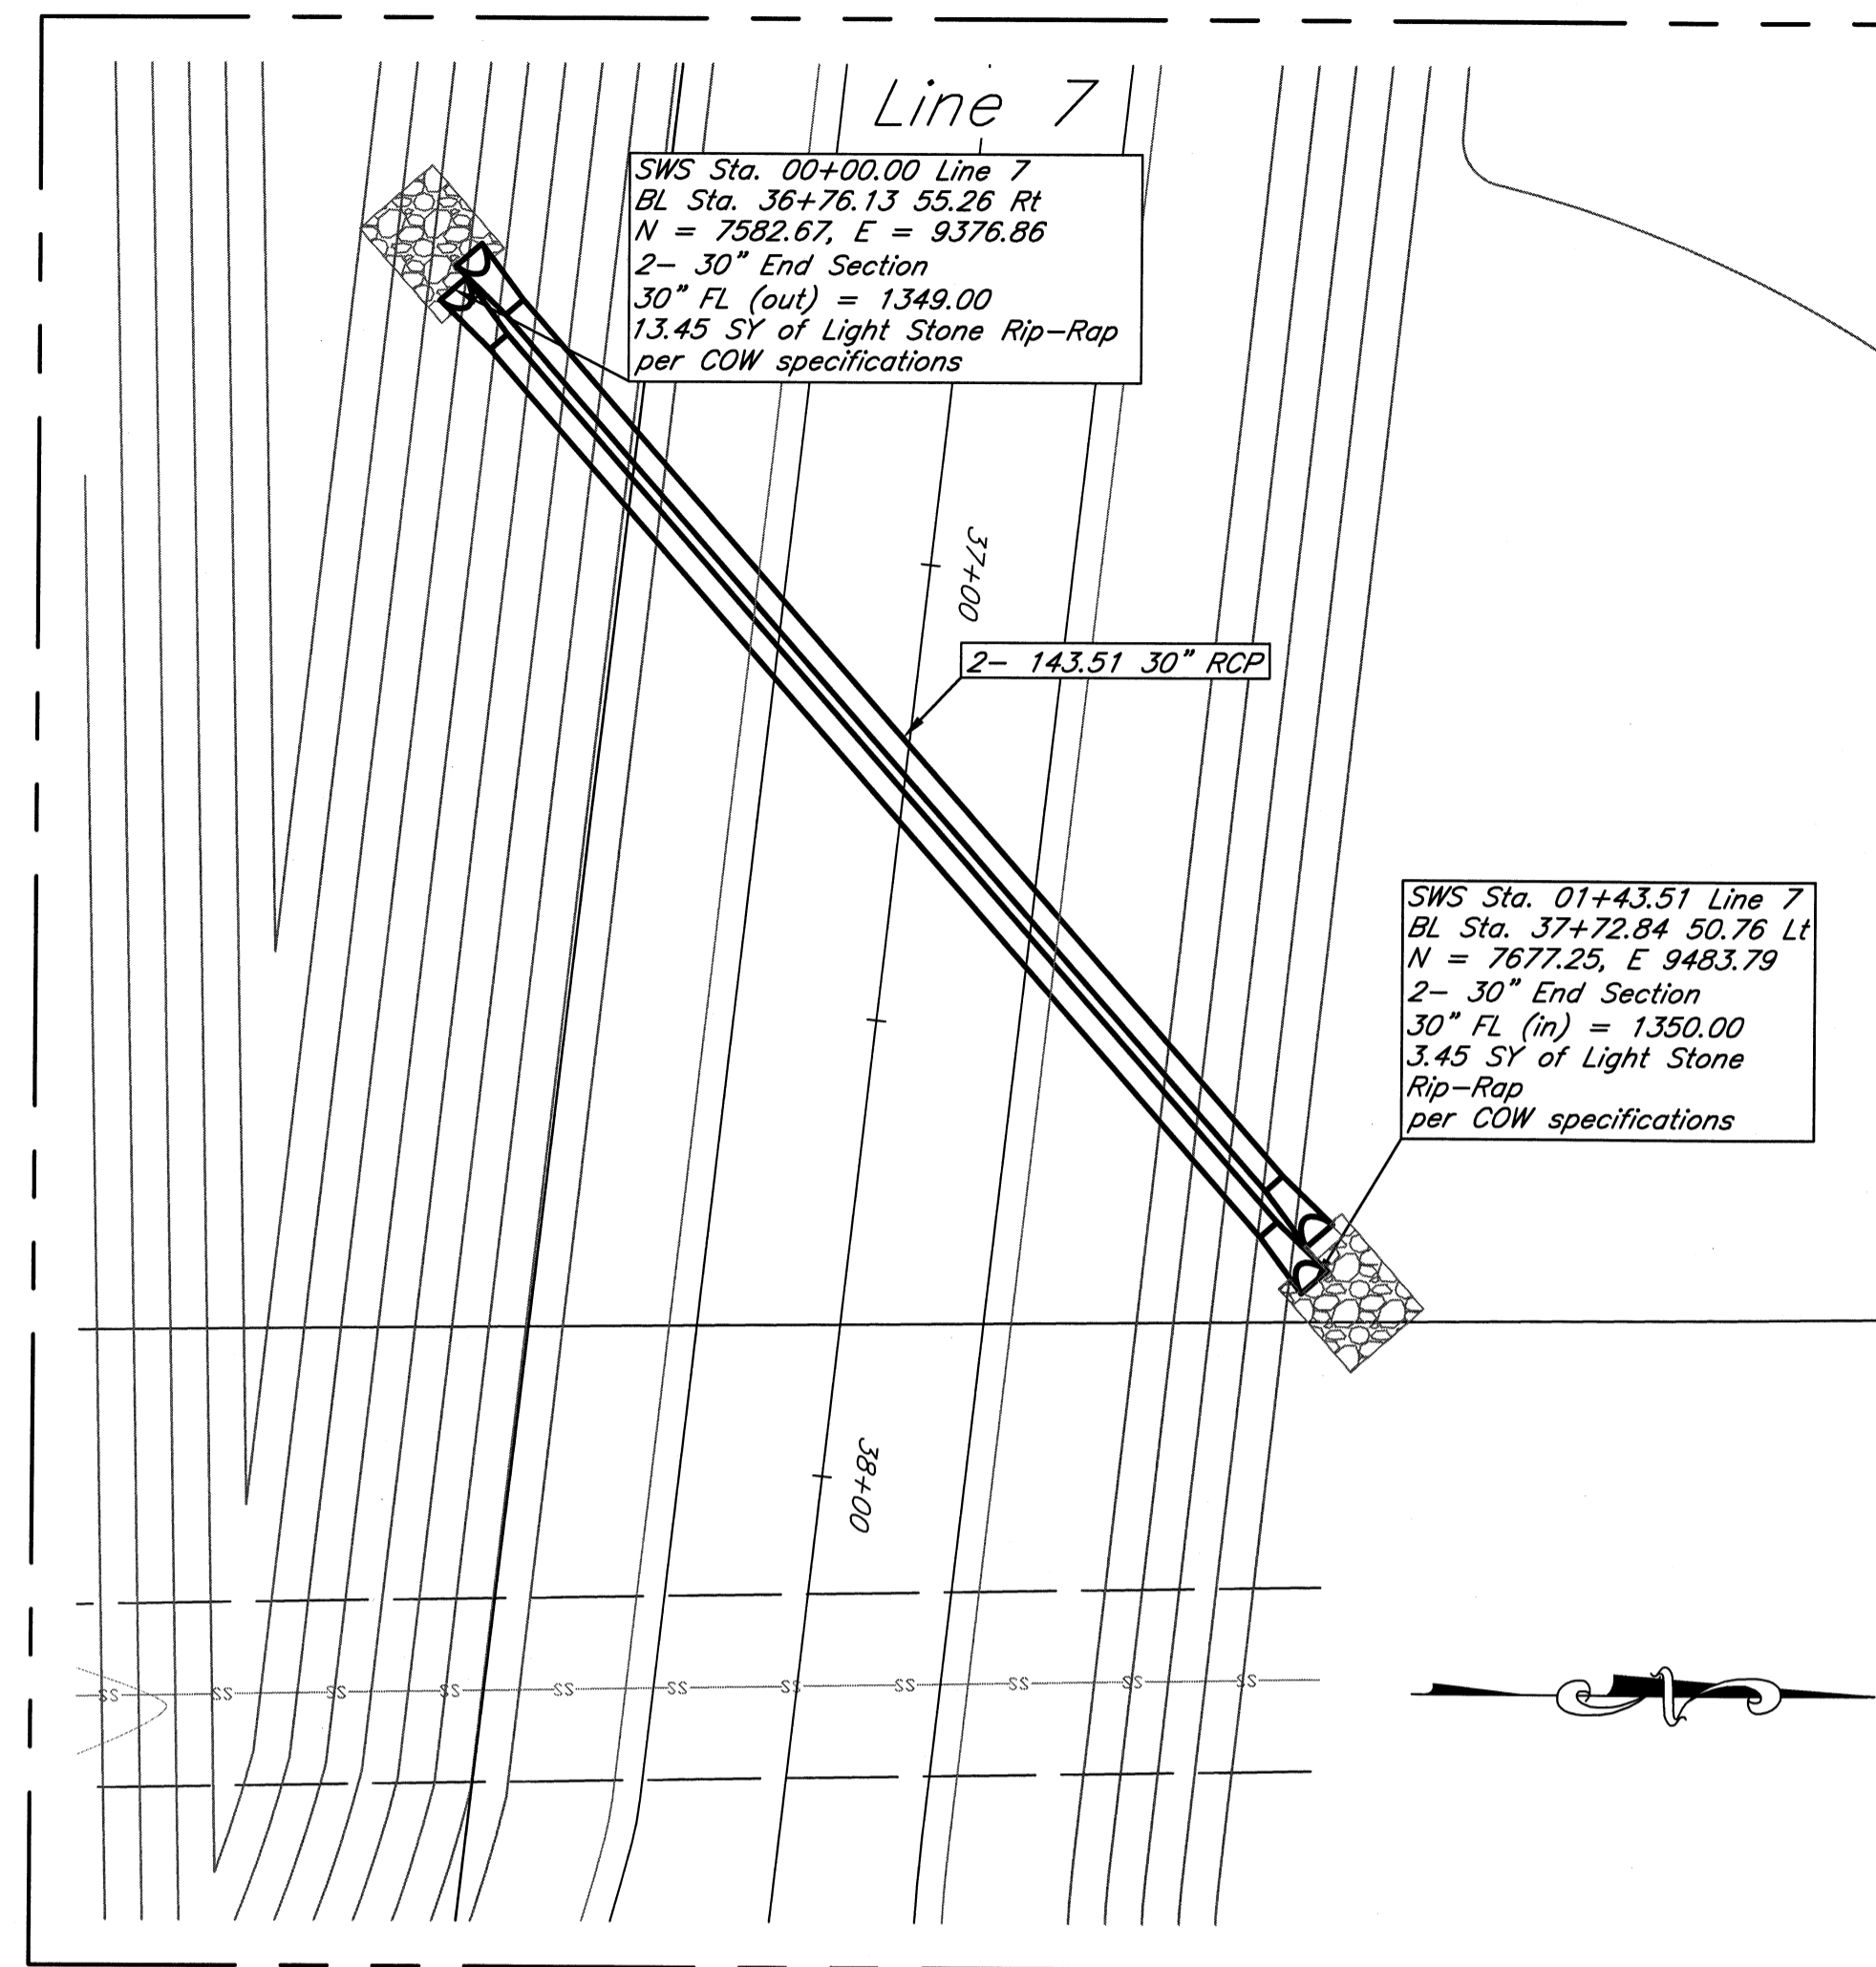 Line 7
SWS Sta. 00+00.00 Line 7
BL Sta. 36+76.13 55.26 Rt
N = 7582.67, E = 9376.86
2- 30" End Section
30" FL (out) = 1349.00
13.45 SY of Light Stone Rip-Rap
per COW specifications
37+00
2- 143.51 30" RCP
SWS Sta. 01+43.51 Line 7
BL Sta. 37+72.84 50.76 Lt
N = 7677.25, E 9483.79
2- 30" End Section
30" FL (in) = 1350.00
3.45 SY of Light Stone
Rip-Rap
per COW specifications
38+00
SS SS SS SS SS SS SS SS SS SS SS